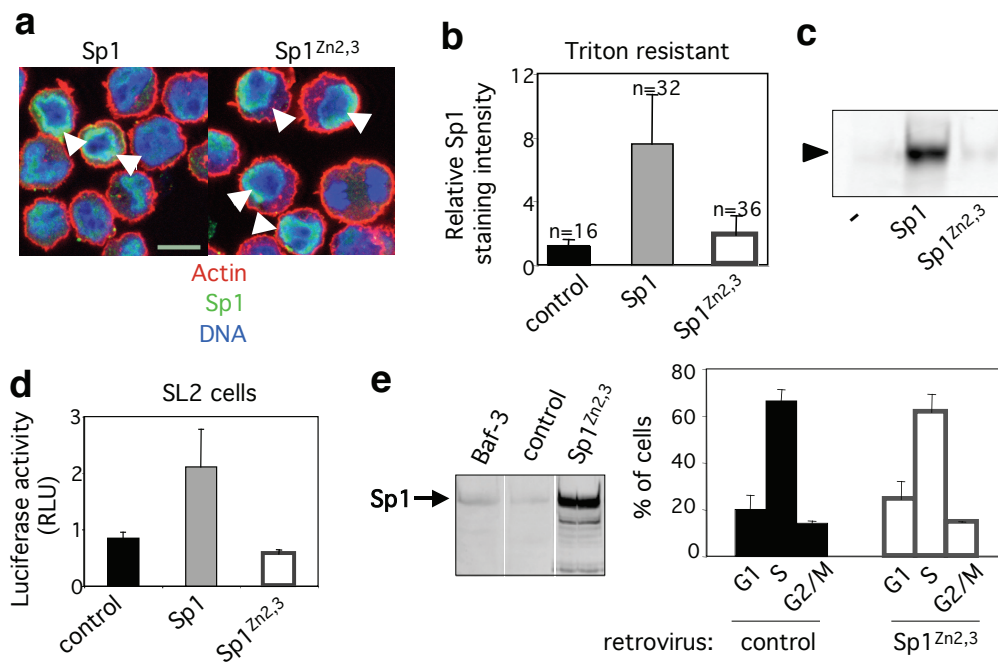 a
Sp1
Sp1Zn2,3
Actin
Sp1
DNA
b
Triton resistant
Relative Sp1
staining intensity
12
8
4
0
n=16
n=32
n=36
control
Sp1
Sp1Zn2,3
c
-
Sp1
Sp1Zn2,3
d
SL2 cells
Luciferase activity
(RLU)
3
2
1
0
control
Sp1
Sp1Zn2,3
e
Baf-3
control
Sp1Zn2,3
Sp1
% of cells
80
60
40
20
0
G1
S
G2/M
G1
S
G2/M
retrovirus:
control
Sp1Zn2,3